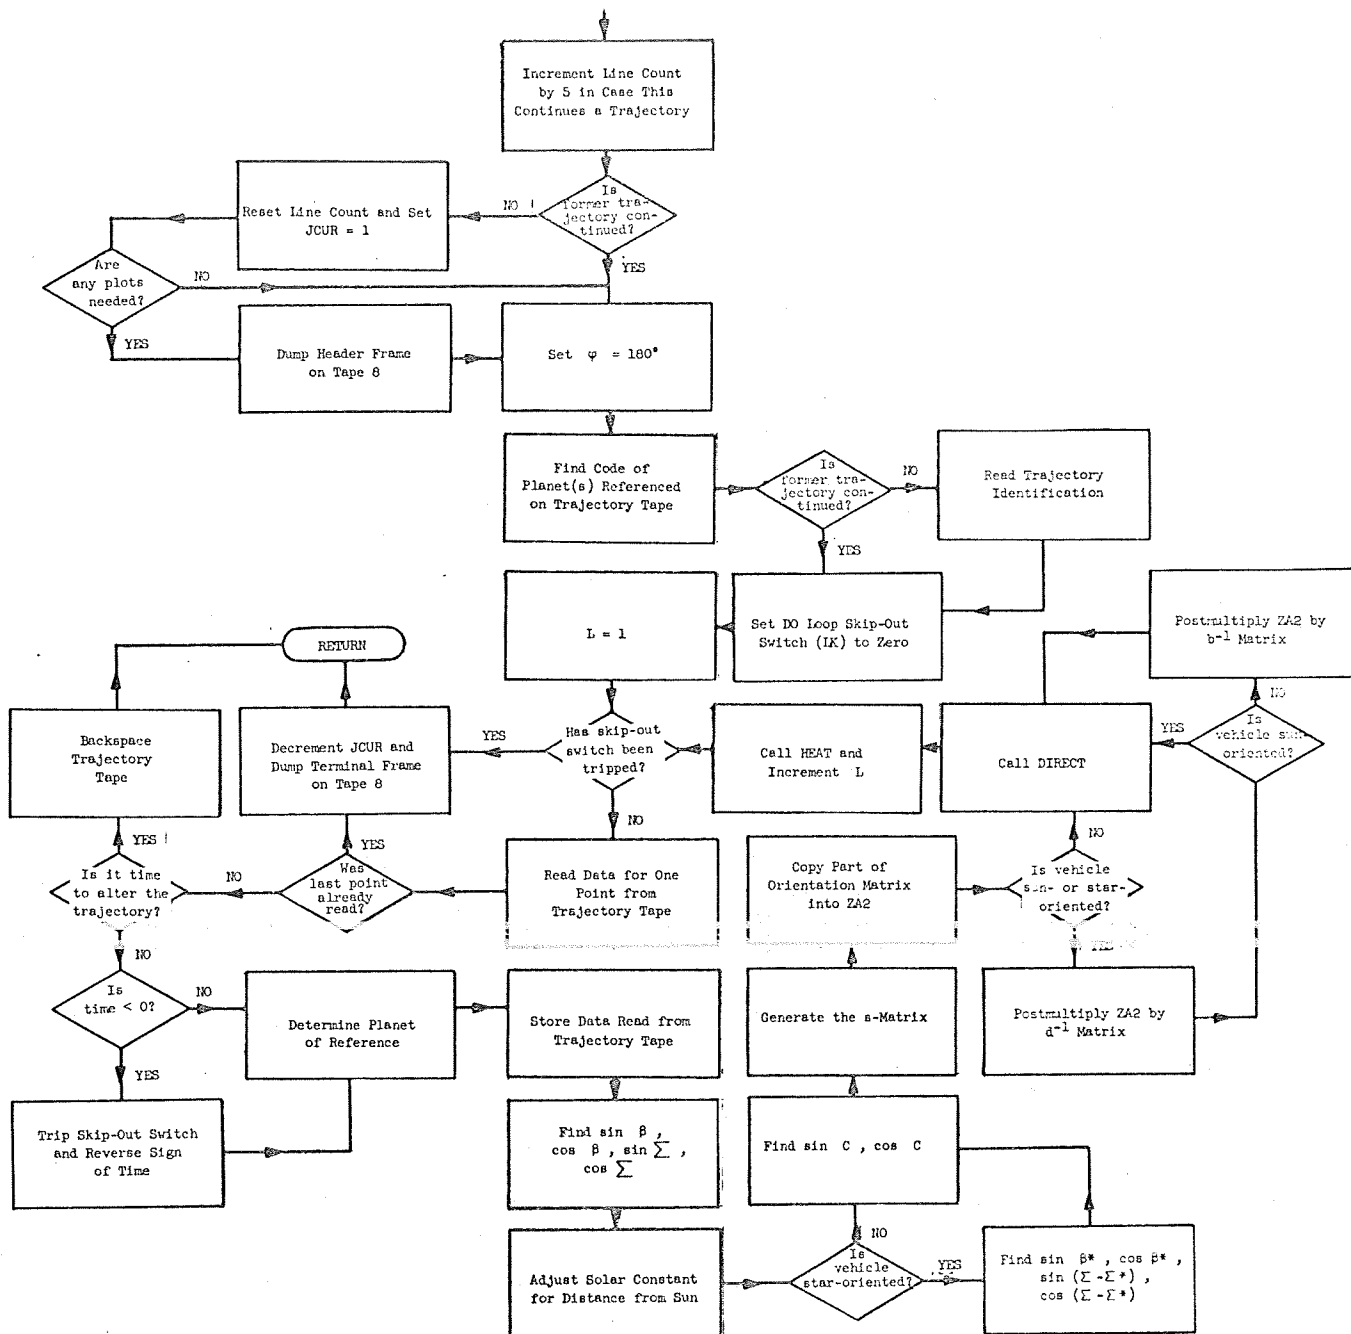 Increment Line Count
by 5 in Case This
Continues a Trajectory
Is
former tra-
jectory con-
tinued?
NO
YES
Reset Line Count and Set
JCUR = 1
Are
any plots
needed?
NO
YES
Dump Header Frame
on Tape 8
Set φ = 180°
Find Code of
Planet(s) Referenced
on Trajectory Tape
Is
former tra-
jectory con-
tinued?
NO
YES
Read Trajectory
Identification
Set DO Loop Skip-Out
Switch (LK) to Zero
L = 1
Postmultiply ZA2 by
b⁻¹ Matrix
RETURN
NO
Is
vehicle sun-
oriented?
YES
Backspace
Trajectory
Tape
Decrement JCUR and
Dump Terminal Frame
on Tape 8
YES
Has skip-out
switch been
tripped?
NO
Call HEAT and
Increment L
Call DIRECT
YES
YES
NO
Is it time
to alter the
trajectory?
NO
NO
Was
last point
already
read?
Read Data for One
Point from
Trajectory Tape
Copy Part of
Orientation Matrix
into ZA2
Is vehicle
sun- or star-
oriented?
YES
Is
time < 0?
NO
YES
Determine Planet
of Reference
Store Data Read from
Trajectory Tape
Generate the a-Matrix
Postmultiply ZA2 by
d⁻¹ Matrix
Trip Skip-Out Switch
and Reverse Sign
of Time
Find sin β ,
cos β , sin Σ ,
cos Σ
Find sin C , cos C
Adjust Solar Constant
for Distance from Sun
NO
Is
vehicle
star-oriented?
YES
Find sin β* , cos β* ,
sin (Σ -Σ*) ,
cos (Σ -Σ*)